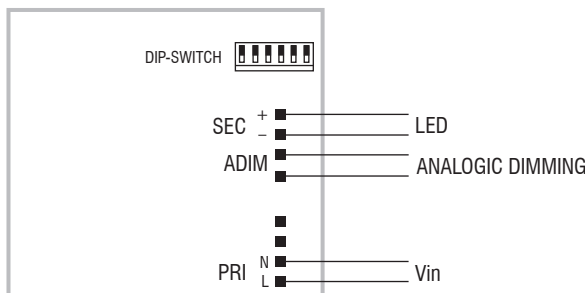 DIP-SWITCH
+
SEC
–
LED
ADIM
ANALOGIC DIMMING
N
PRI
L
Vin